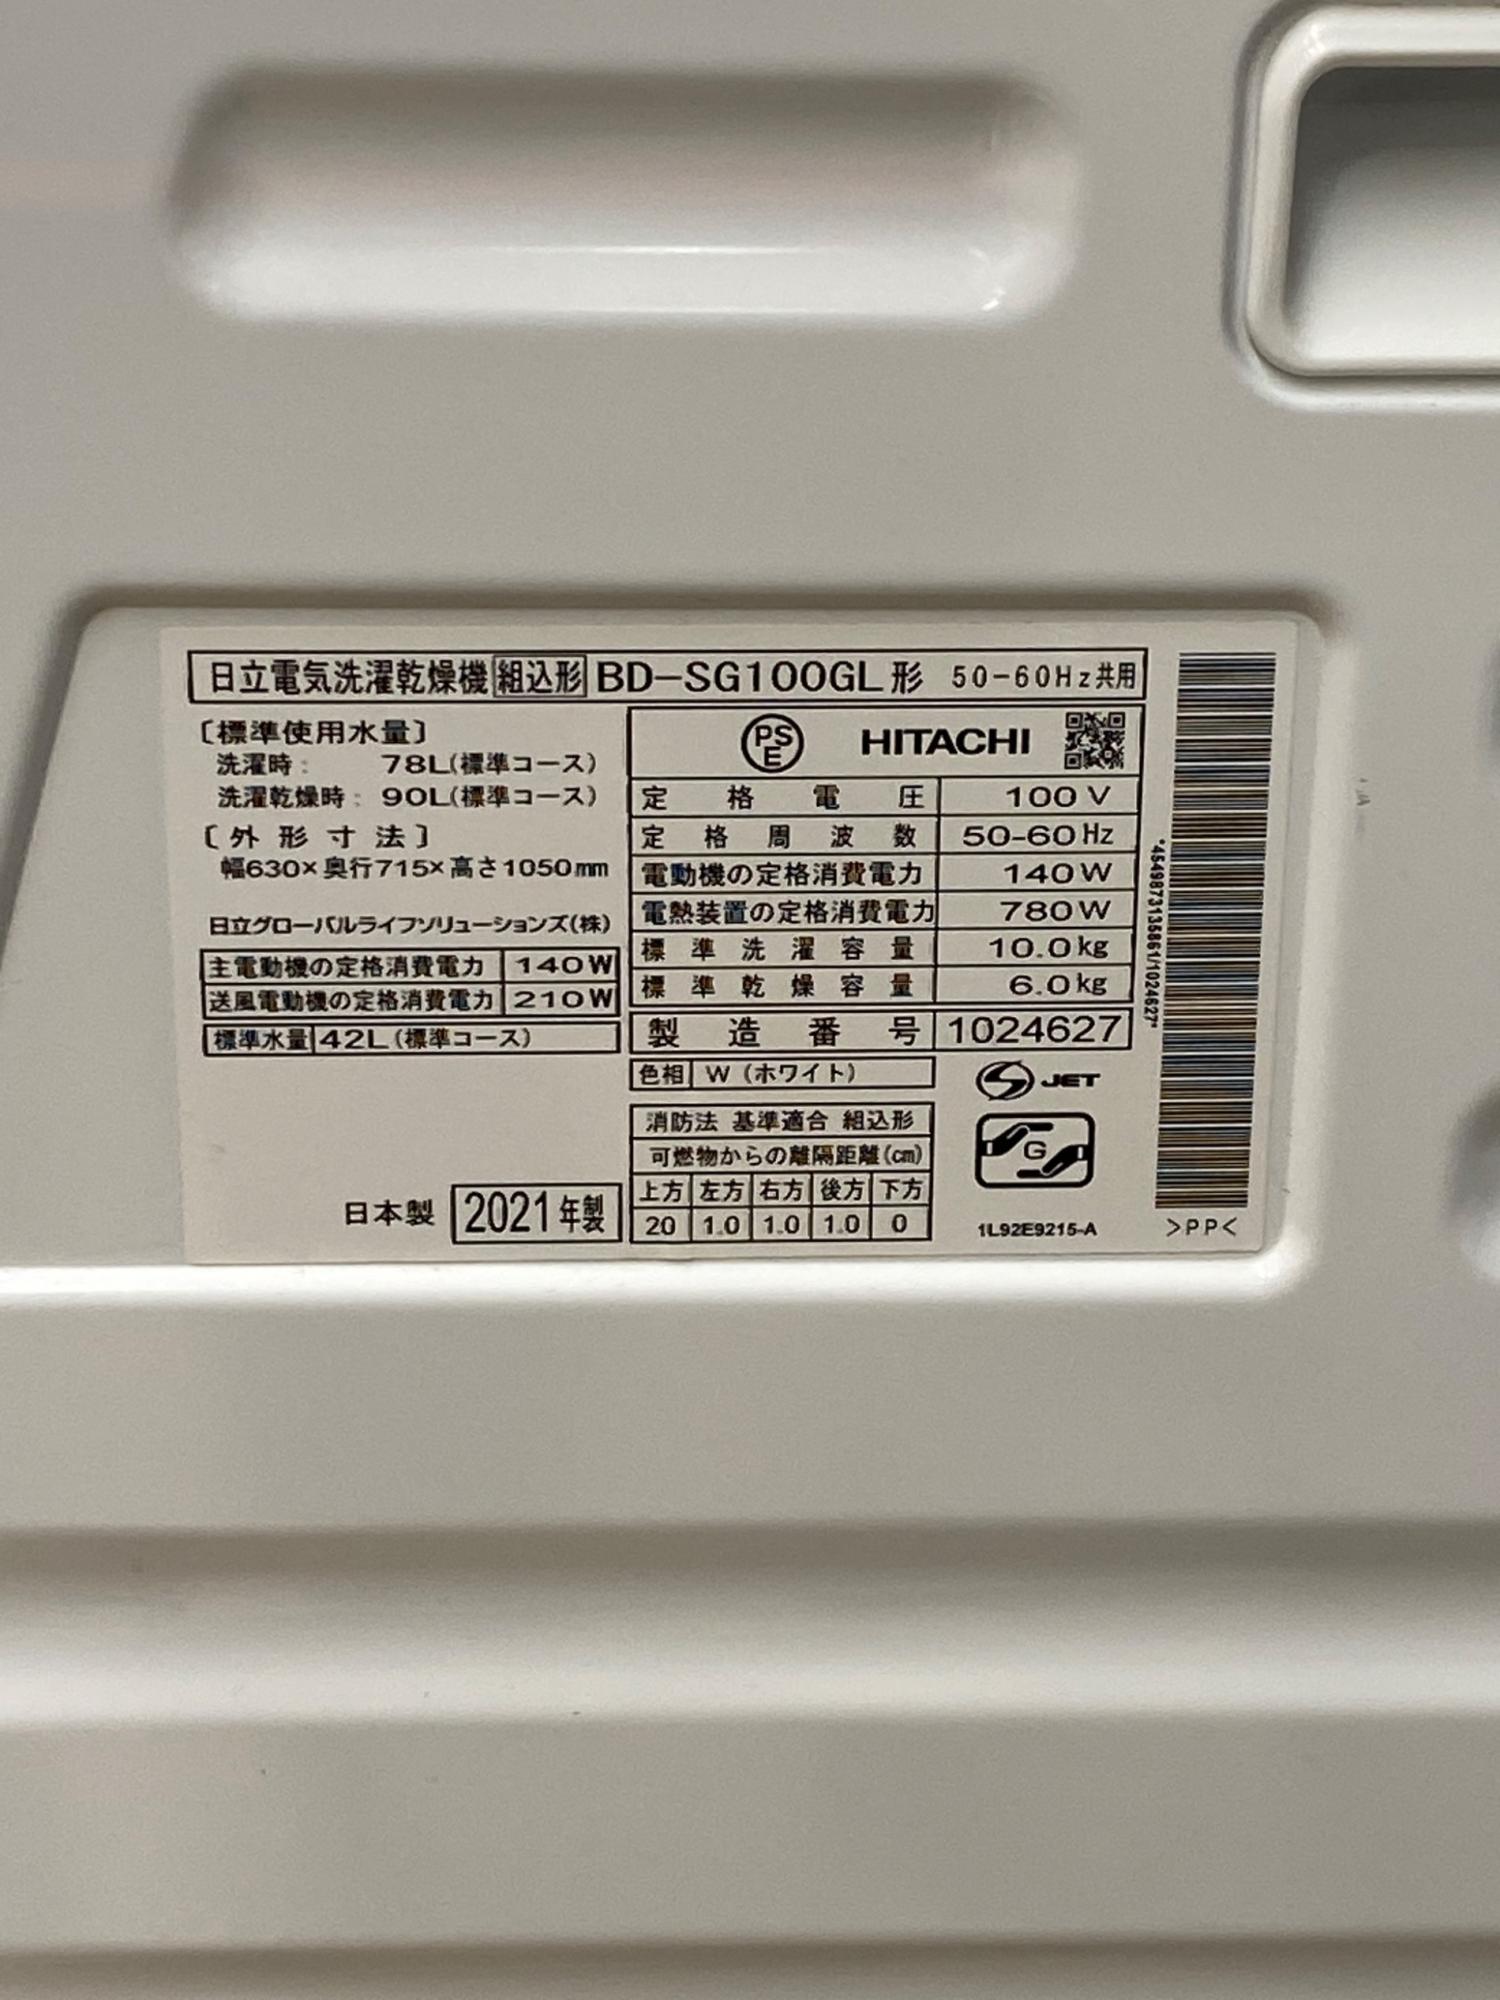 日立電気洗濯乾燥機 組込形 BD-SG100GL形 50-60Hz共用
〔標準使用水量〕
洗濯時: 78L(標準コース)
洗濯乾燥時: 90L(標準コース)
〔外形寸法〕
幅630×奥行715×高さ1050mm
日立グローバルライフソリューションズ(株)
主電動機の定格消費電力 140W
送風電動機の定格消費電力 210W
標準水量 42L(標準コース)
日本製 2021年製
PSE HITACHI
定格電圧 100V
定格周波数 50-60Hz
電動機の定格消費電力 140W
電熱装置の定格消費電力 780W
標準洗濯容量 10.0kg
標準乾燥容量 6.0kg
製造番号 1024627
色相 W(ホワイト)
消防法 基準適合 組込形
可燃物からの離隔距離(cm)
上方 左方 右方 後方 下方
20 1.0 1.0 1.0 0
S JET
G
1L92E9215-A
*4549873135861/1024627*
>PP<